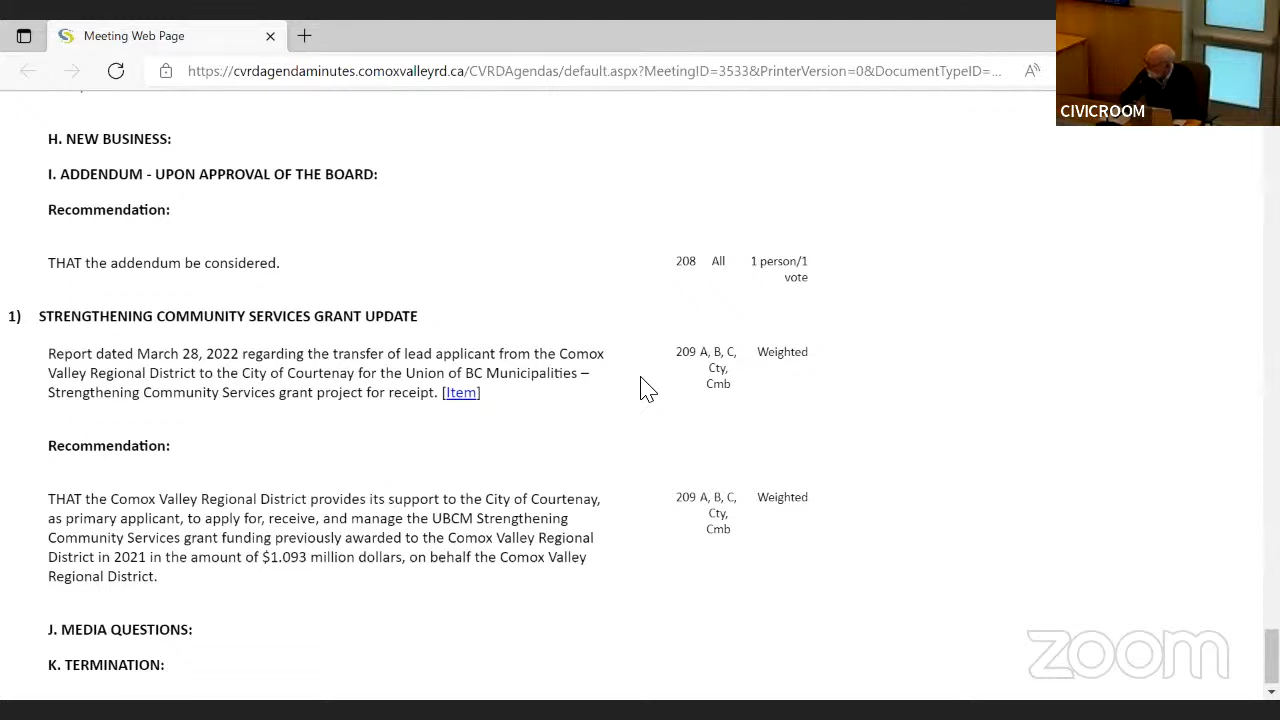 Meeting Web Page
https://cvrdagendaminutes.comoxvalleyrd.ca/CVRDAgendas/default.aspx?MeetingID=3533&PrinterVersion=0&DocumentTypeID=...
CIVICROOM
H. NEW BUSINESS:
I. ADDENDUM - UPON APPROVAL OF THE BOARD:
Recommendation:
THAT the addendum be considered.
208 All 1 person/1
vote
1) STRENGTHENING COMMUNITY SERVICES GRANT UPDATE
Report dated March 28, 2022 regarding the transfer of lead applicant from the Comox
Valley Regional District to the City of Courtenay for the Union of BC Municipalities –
Strengthening Community Services grant project for receipt. [Item]
209 A, B, C, Weighted
Cty,
Cmb
Recommendation:
THAT the Comox Valley Regional District provides its support to the City of Courtenay,
as primary applicant, to apply for, receive, and manage the UBCM Strengthening
Community Services grant funding previously awarded to the Comox Valley Regional
District in 2021 in the amount of $1.093 million dollars, on behalf the Comox Valley
Regional District.
209 A, B, C, Weighted
Cty,
Cmb
J. MEDIA QUESTIONS:
K. TERMINATION:
zoom